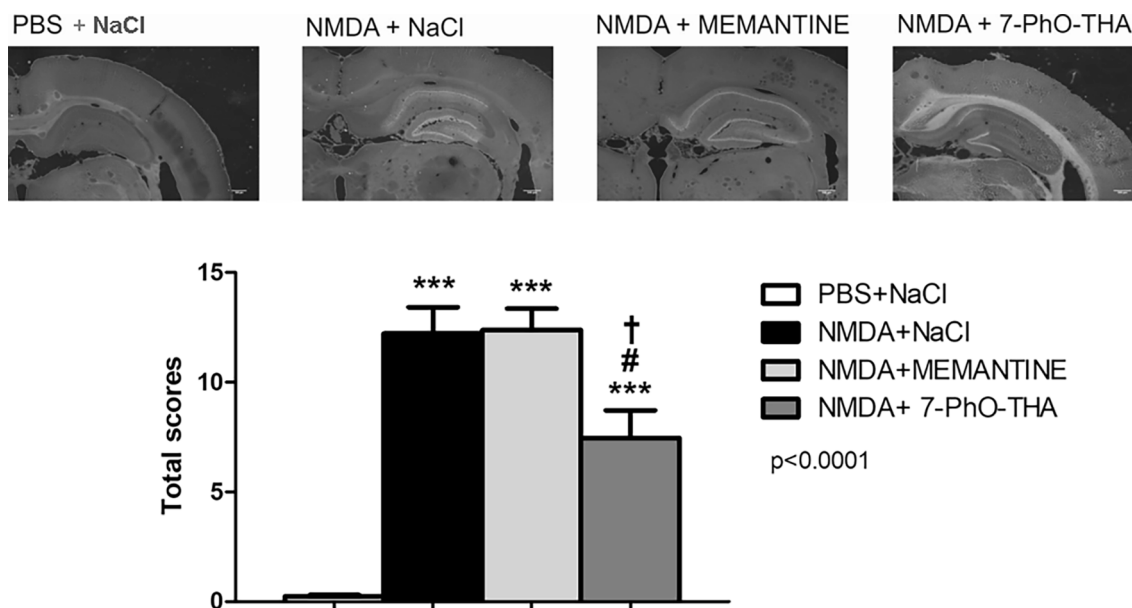 PBS + NaCl
NMDA + NaCl
NMDA + MEMANTINE
NMDA + 7-PhO-THA
15
10
5
0
Total scores
***
***
†
#
***
PBS+NaCl
NMDA+NaCl
NMDA+MEMANTINE
NMDA+ 7-PhO-THA
p<0.0001